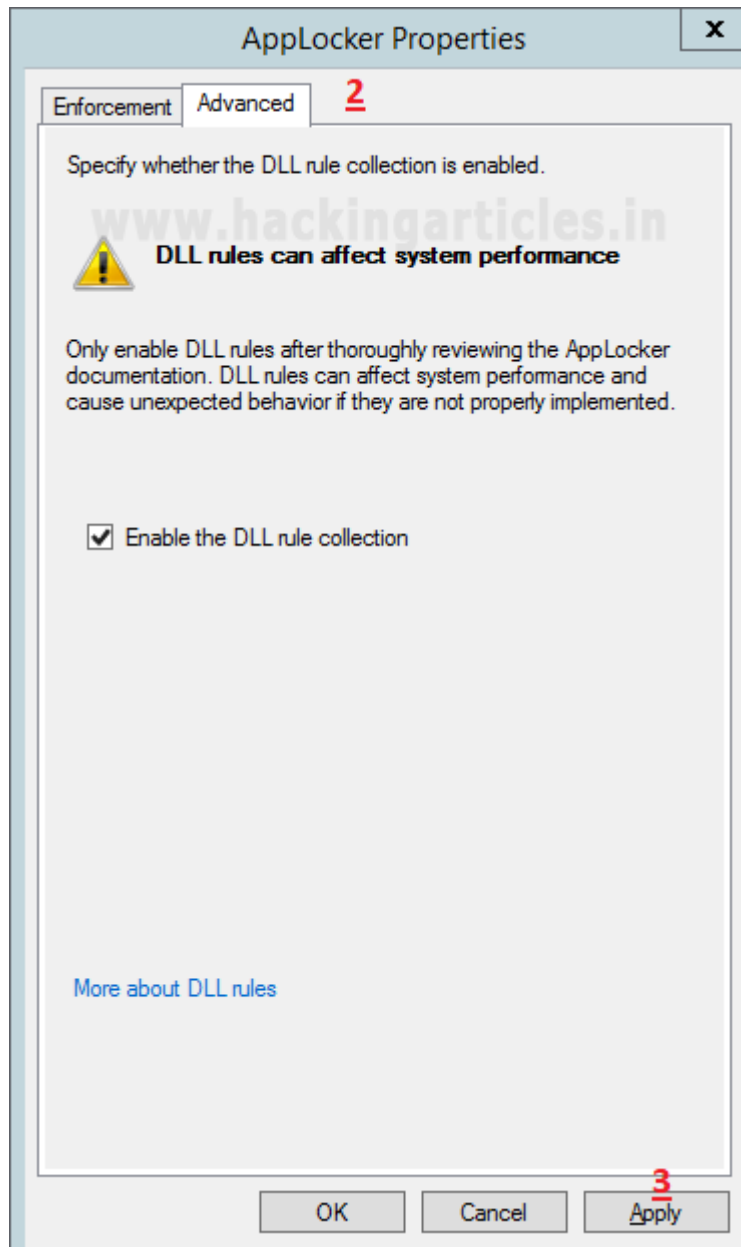 AppLocker Properties
x
Enforcement Advanced 2
Specify whether the DLL rule collection is enabled.
www.hackingarticles.in
DLL rules can affect system performance
Only enable DLL rules after thoroughly reviewing the AppLocker
documentation. DLL rules can affect system performance and
cause unexpected behavior if they are not properly implemented.
Enable the DLL rule collection
More about DLL rules
3
OK Cancel Apply